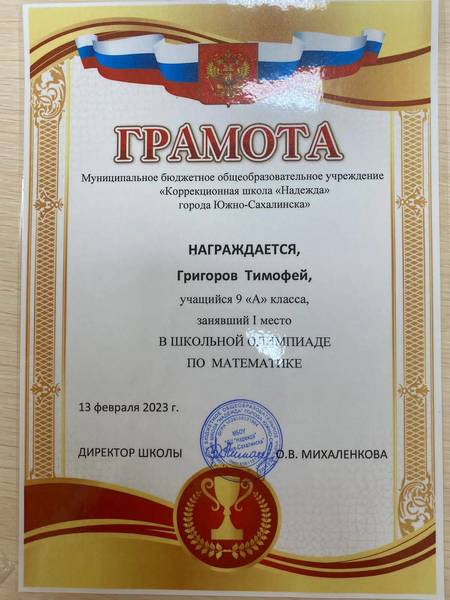 ГРАМОТА
Муниципальное бюджетное общеобразовательное учреждение
«Коррекционная школа «Надежда»
города Южно-Сахалинска»
НАГРАЖДАЕТСЯ,
Григоров Тимофей,
учащийся 9 «А» класса,
занявший I место
В ШКОЛЬНОЙ ОЛИМПИАДЕ
ПО МАТЕМАТИКЕ
13 февраля 2023 г.
МБОУ
ДИРЕКТОР ШКОЛЫ
О.В. МИХАЛЕНКОВА